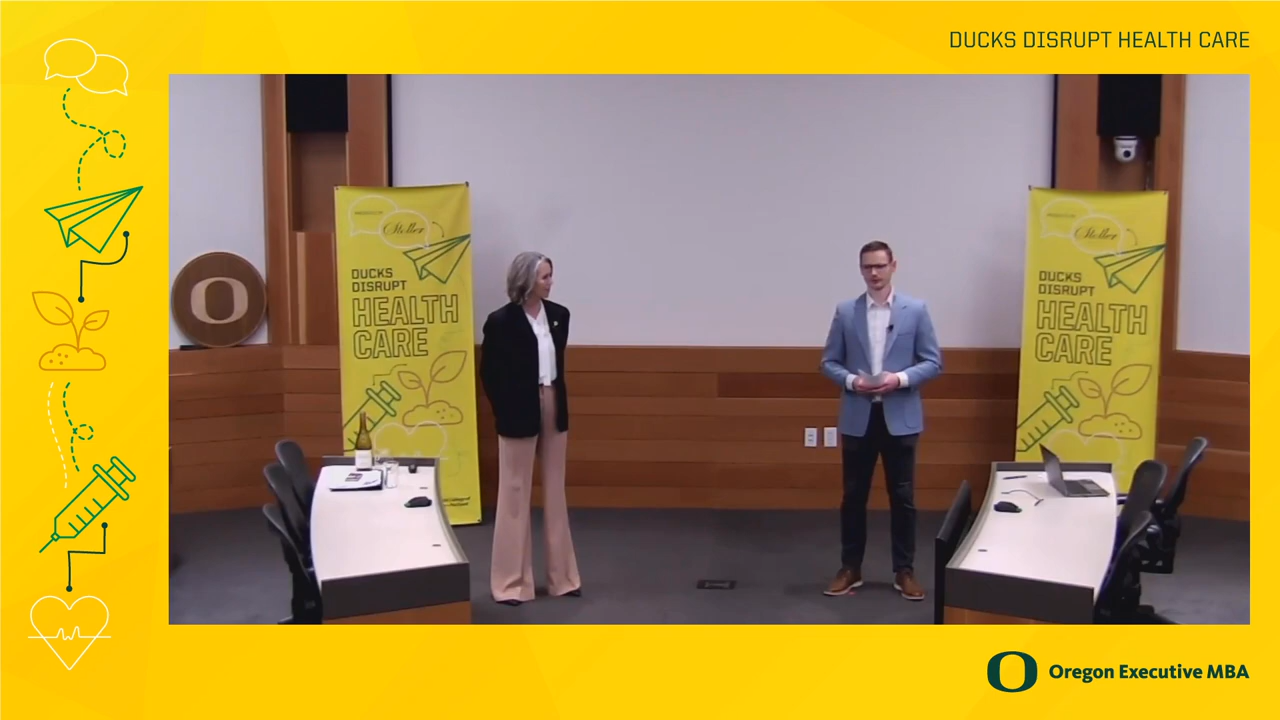 DUCKS DISRUPT HEALTH CARE
Stoller
DUCKS
DISRUPT
HEALTH
CARE
O
Stoller
DUCKS
DISRUPT
HEALTH
CARE
O Oregon Executive MBA